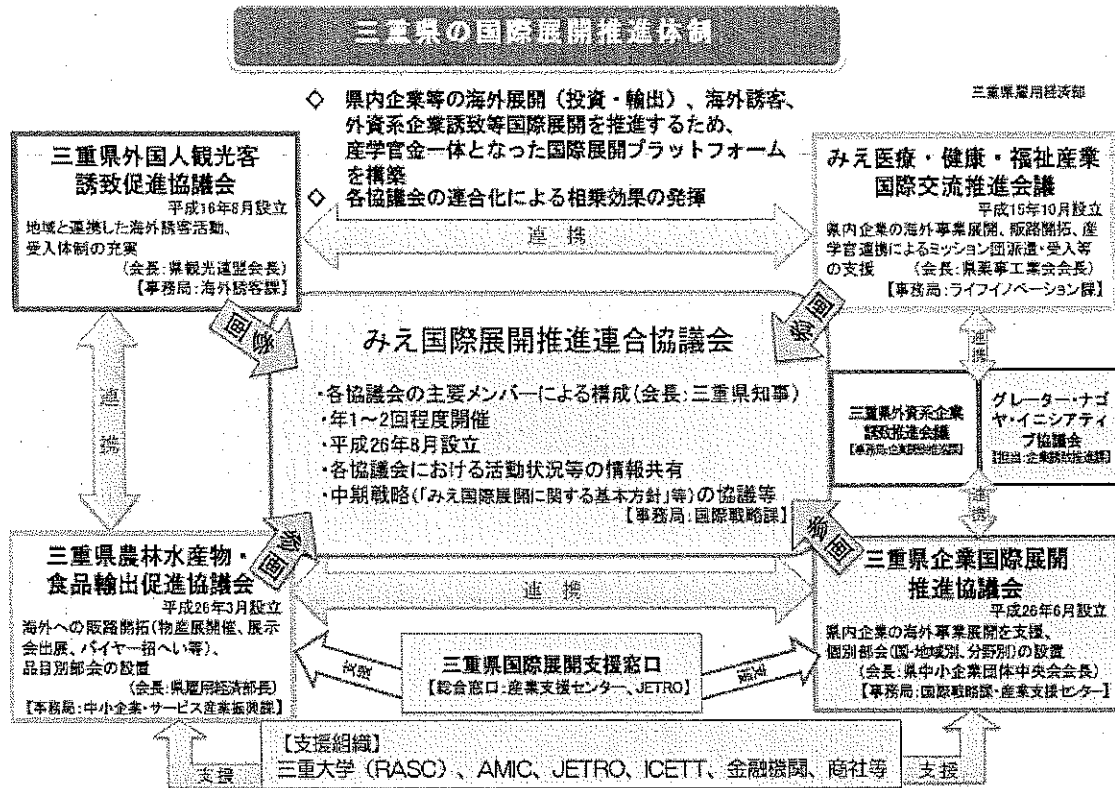 三重県の国際展開推進体制
三重県雇用経済部
◇ 県内企業等の海外展開(投資・輸出)、海外誘客、
外資系企業誘致等国際展開を推進するため、
産学官金一体となった国際展開プラットフォーム
を構築
◇ 各協議会の連合化による相乗効果の発揮
三重県外国人観光客
誘致促進協議会
平成16年8月設立
地域と連携した海外誘客活動、
受入体制の充実
(会長:県観光連盟会長)
【事務局:海外誘客課】
連携
みえ医療・健康・福祉産業
国際交流推進会議
平成15年10月設立
県内企業の海外事業展開、販路開拓、産
学官連携によるミッション団派遣・受入等
の支援 (会長:県薬事工業会会長)
【事務局:ライフイノベーション課】
参画
参画
連携
みえ国際展開推進連合協議会
・各協議会の主要メンバーによる構成(会長:三重県知事)
・年1~2回程度開催
・平成26年8月設立
・各協議会における活動状況等の情報共有
・中期戦略(「みえ国際展開に関する基本方針」等)の協議等
【事務局:国際戦略課】
連携
三重県外資系企業
誘致推進会議
【事務局:企業誘致推進課】
グレーター・ナゴ
ヤ・イニシアティ
ブ協議会
【担当:企業誘致推進課】
連携
参画
参画
三重県農林水産物・
食品輸出促進協議会
平成26年3月設立
海外への販路開拓(物産展開催、展示
会出展、バイヤー招へい等)、
品目別部会の設置
(会長:県雇用経済部長)
【事務局:中小企業・サービス産業振興課】
連携
三重県企業国際展開
推進協議会
平成26年6月設立
県内企業の海外事業展開を支援、
個別部会(国・地域別、分野別)の設置
(会長:県中小企業団体中央会会長)
【事務局:国際戦略課・産業支援センター】
支援
三重県国際展開支援窓口
【総合窓口:産業支援センター、JETRO】
支援
支援
【支援組織】
三重大学(RASC)、AMIC、JETRO、ICETT、金融機関、商社等
支援